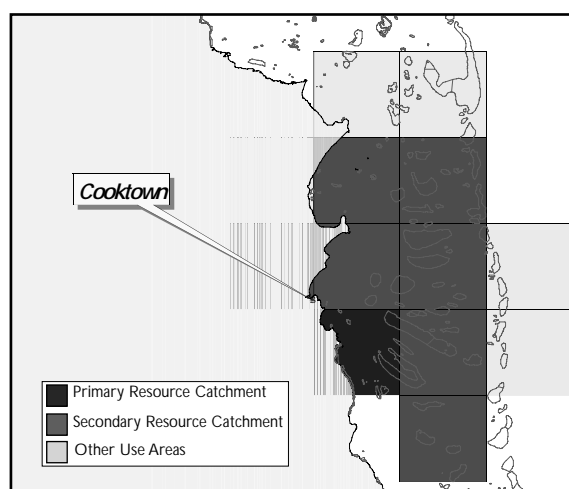 Cooktown
Primary Resource Catchment
Secondary Resource Catchment
Other Use Areas